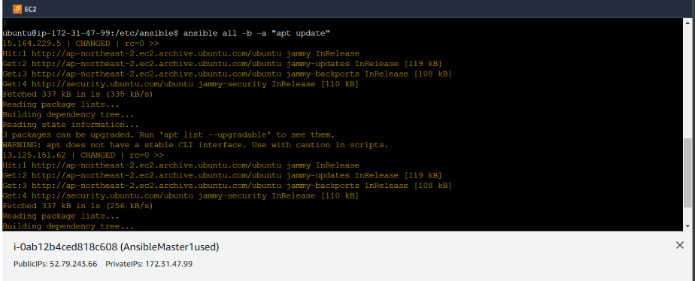 EC2
}
ubuntu@ip-172-31-47-99:/etc/ansible$ ansible all -b -a "apt update"
15.164.229.5 | CHANGED | rc=0 >>
Hit:1 http://ap-northeast-2.ec2.archive.ubuntu.com/ubuntu jammy InRelease
Get:2 http://ap-northeast-2.ec2.archive.ubuntu.com/ubuntu jammy-updates InRelease [119 kB]
Get:3 http://ap-northeast-2.ec2.archive.ubuntu.com/ubuntu jammy-backports InRelease [108 kB]
Get:4 http://security.ubuntu.com/ubuntu jammy-security InRelease [110 kB]
Fetched 337 kB in 1s (335 kB/s)
Reading package lists...
Building dependency tree...
Reading state information...
3 packages can be upgraded. Run 'apt list --upgradable' to see them.
WARNING: apt does not have a stable CLI interface. Use with caution in scripts.
13.125.151.62 | CHANGED | rc=0 >>
Hit:1 http://ap-northeast-2.ec2.archive.ubuntu.com/ubuntu jammy InRelease
Get:2 http://ap-northeast-2.ec2.archive.ubuntu.com/ubuntu jammy-updates InRelease [119 kB]
Get:3 http://ap-northeast-2.ec2.archive.ubuntu.com/ubuntu jammy-backports InRelease [108 kB]
Get:4 http://security.ubuntu.com/ubuntu jammy-security InRelease [110 kB]
Fetched 337 kB in 1s (256 kB/s)
Reading package lists...
Building dependency tree...
i-0ab12b4ced818c608 (AnsibleMaster1used)
PublicIPs: 52.79.243.66 PrivateIPs: 172.31.47.99